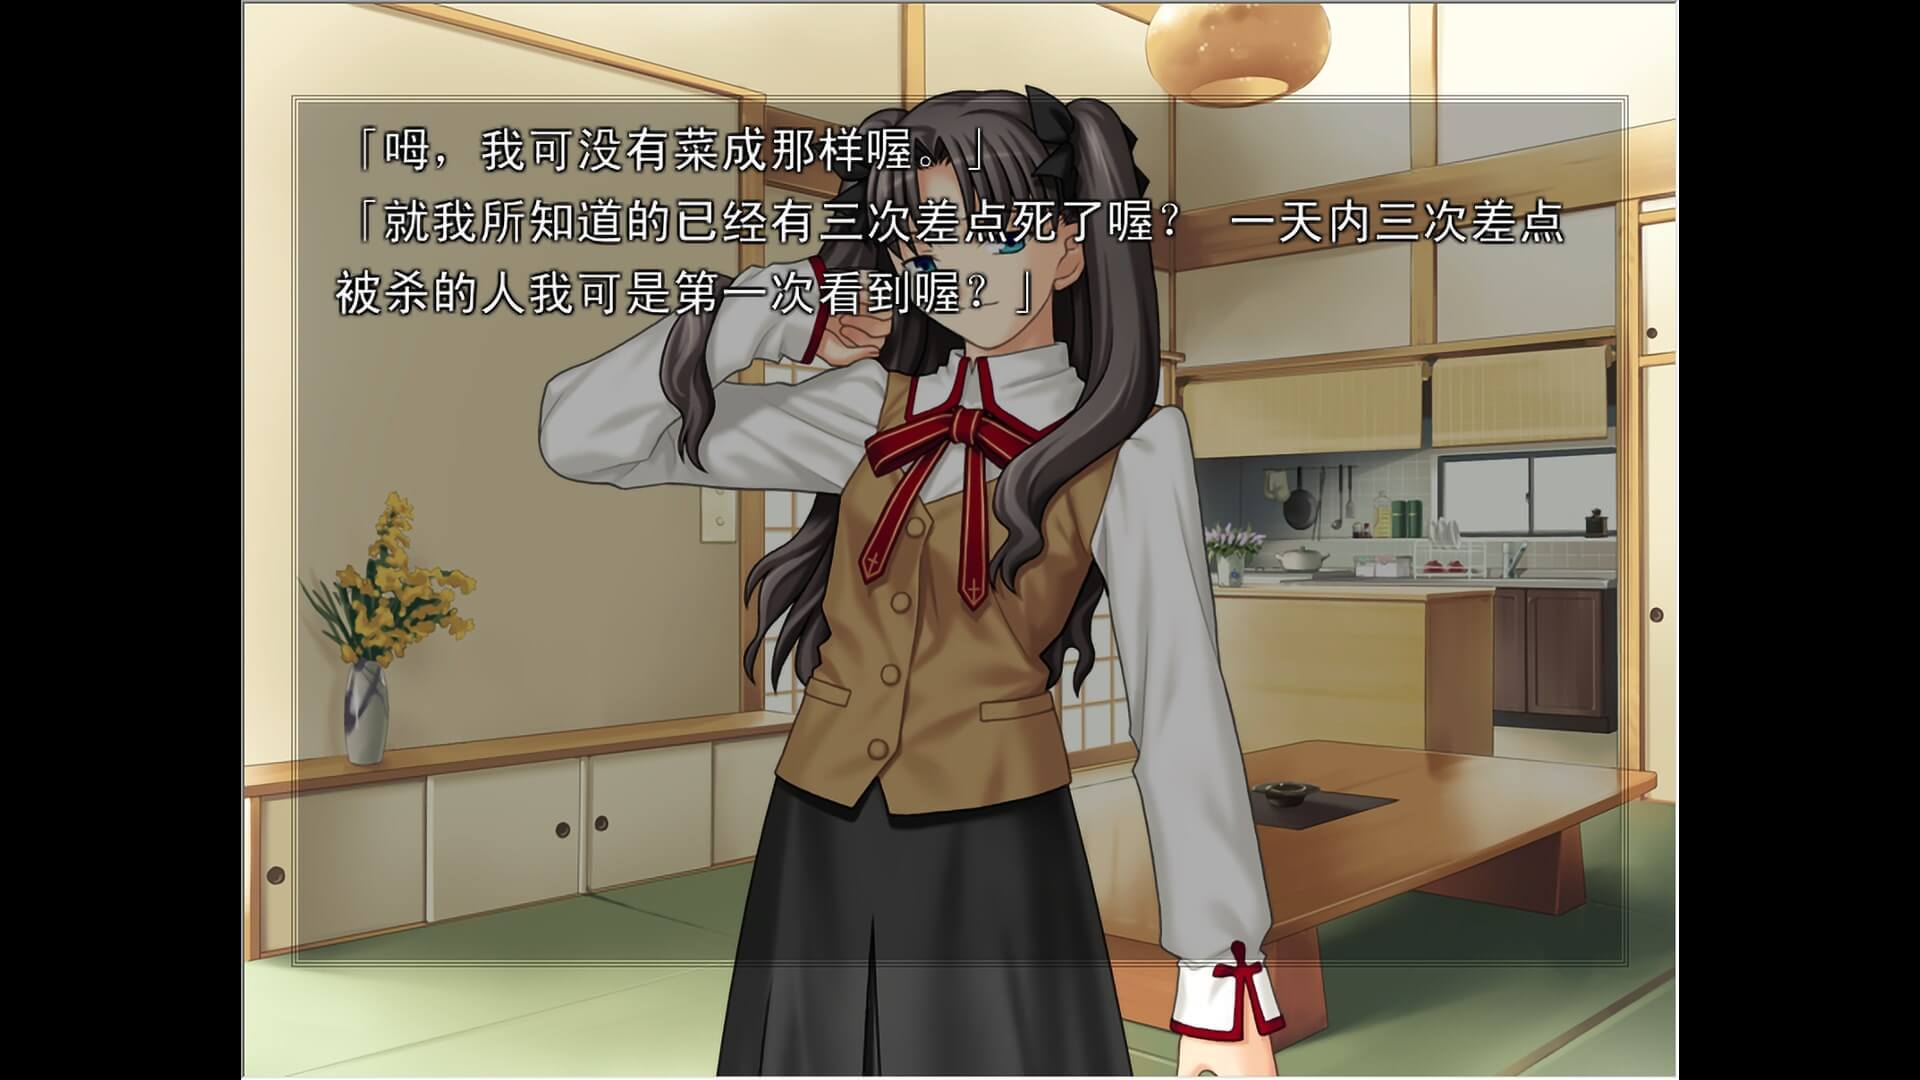 「呣，我可没有菜成那样喔。」
「就我所知道的已经有三次差点死了喔？　一天内三次差点
被杀的人我可是第一次看到喔？」